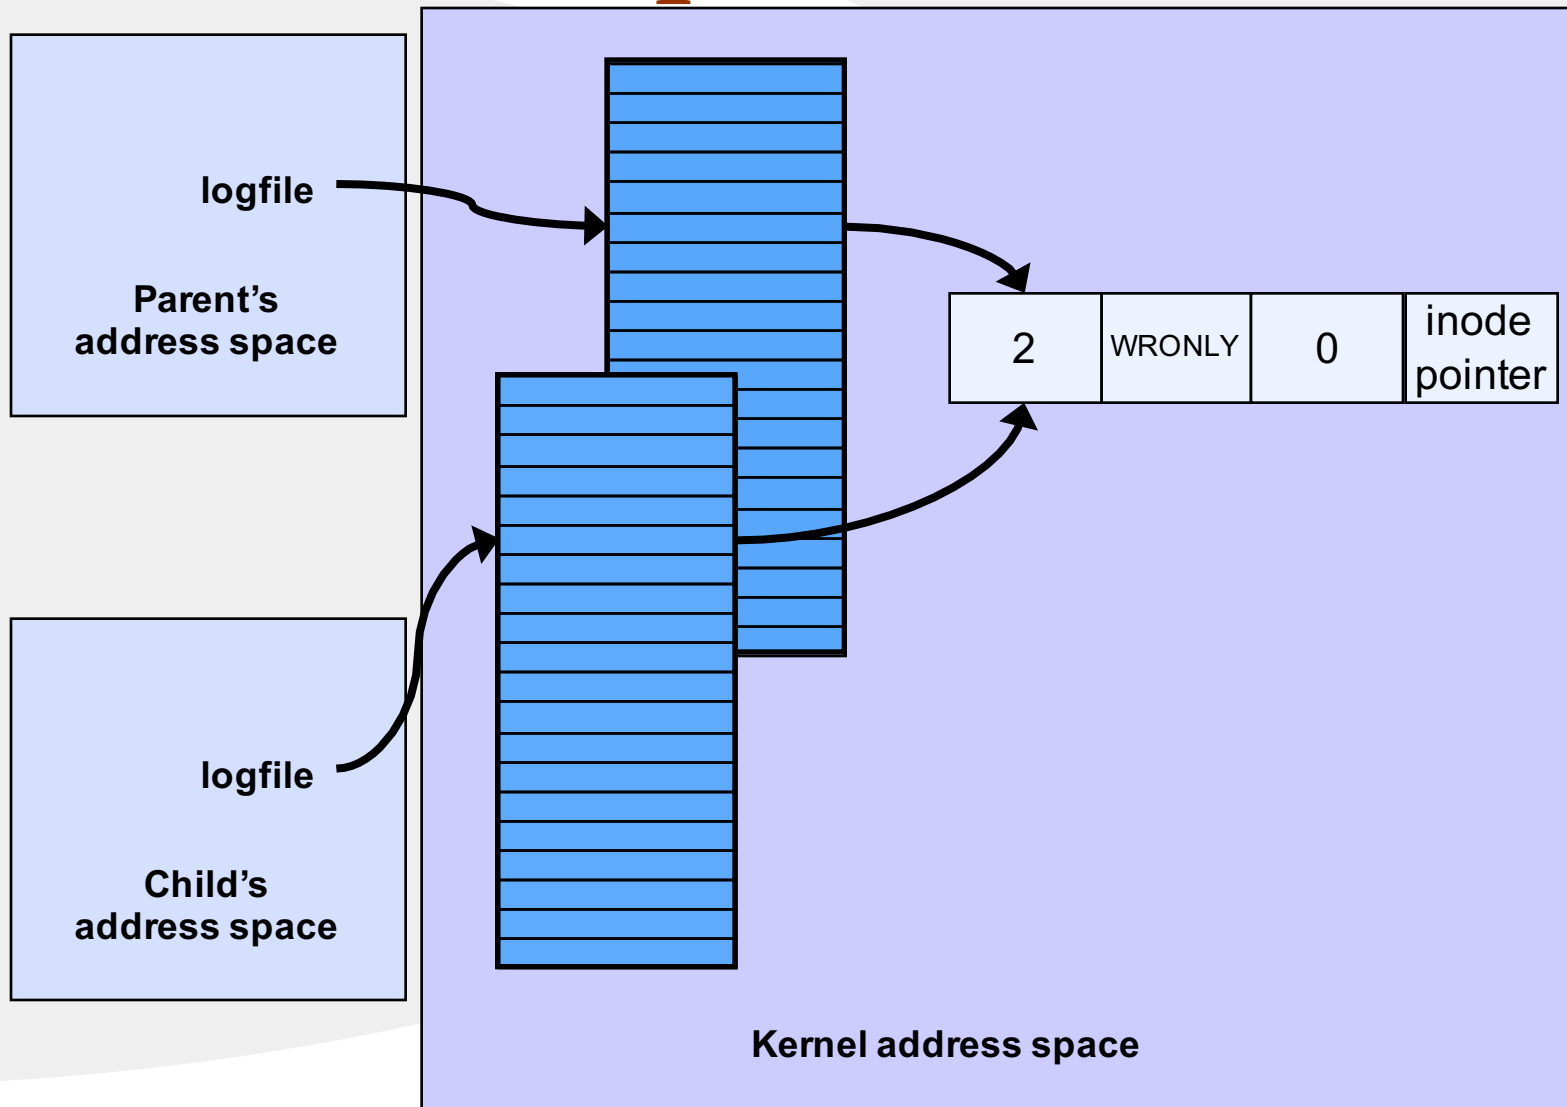 logfile
Parent’s
address space
2
WRONLY
0
inode
pointer
logfile
Child’s
address space
Kernel address space